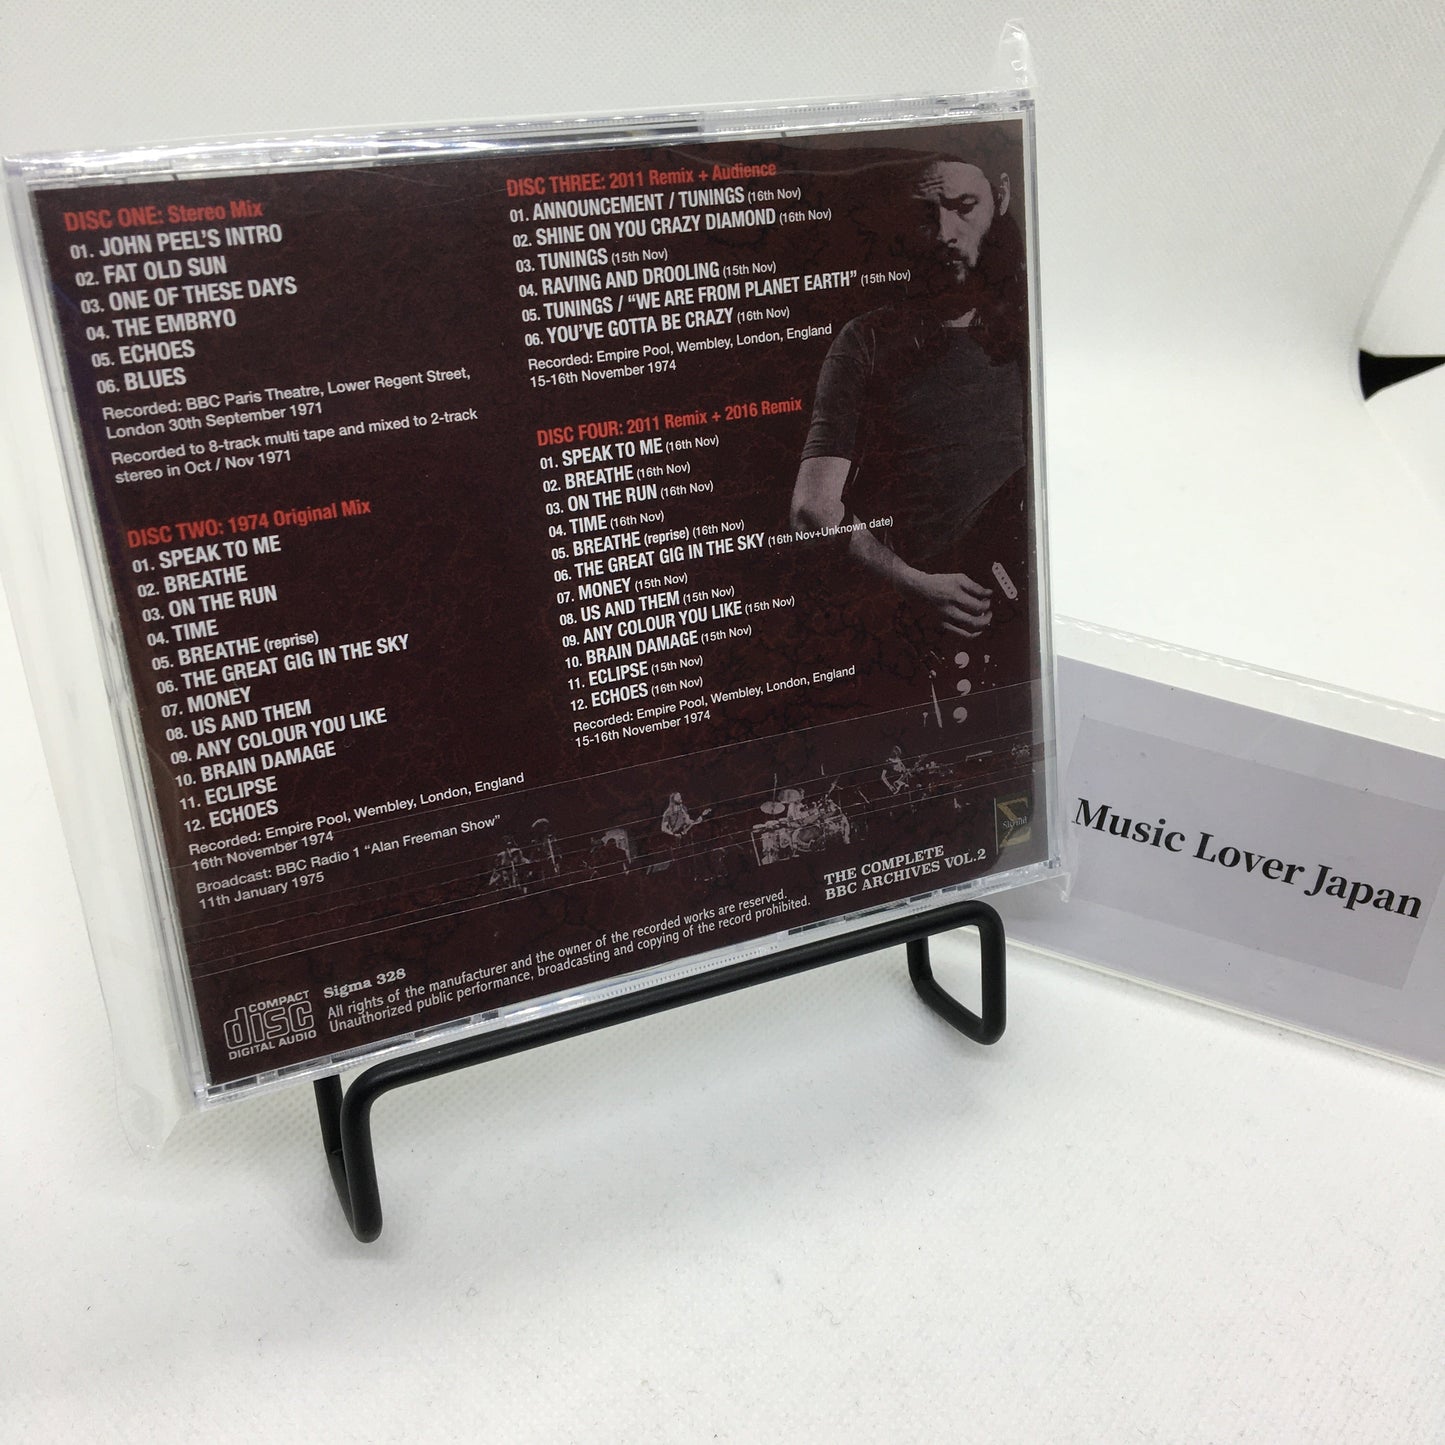 DISC ONE: Stereo Mix
01. JOHN PEEL'S INTRO
02. FAT OLD SUN
03. ONE OF THESE DAYS
04. THE EMBRYO
05. ECHOES
06. BLUES
Recorded: BBC Paris Theatre, Lower Regent Street,
London 30th September 1971
Recorded to 8-track multi tape and mixed to 2-track
stereo in Oct / Nov 1971
DISC TWO: 1974 Original Mix
01. SPEAK TO ME
02. BREATHE
03. ON THE RUN
04. TIME
05. BREATHE (reprise)
06. THE GREAT GIG IN THE SKY
07. MONEY
08. US AND THEM
09. ANY COLOUR YOU LIKE
10. BRAIN DAMAGE
11. ECLIPSE
12. ECHOES
Recorded: Empire Pool, Wembley, London, England
16th November 1974
Broadcast: BBC Radio 1 “Alan Freeman Show”
11th January 1975
DISC THREE: 2011 Remix + Audience
01. ANNOUNCEMENT / TUNINGS (16th Nov)
02. SHINE ON YOU CRAZY DIAMOND (16th Nov)
03. TUNINGS (15th Nov)
04. RAVING AND DROOLING (15th Nov)
05. TUNINGS / “WE ARE FROM PLANET EARTH” (15th Nov)
06. YOU'VE GOTTA BE CRAZY (16th Nov)
Recorded: Empire Pool, Wembley, London, England
15-16th November 1974
DISC FOUR: 2011 Remix + 2016 Remix
01. SPEAK TO ME (16th Nov)
02. BREATHE (16th Nov)
03. ON THE RUN (16th Nov)
04. TIME (16th Nov)
05. BREATHE (reprise) (16th Nov)
06. THE GREAT GIG IN THE SKY (16th Nov+Unknown date)
07. MONEY (15th Nov)
08. US AND THEM (15th Nov)
09. ANY COLOUR YOU LIKE (15th Nov)
10. BRAIN DAMAGE (15th Nov)
11. ECLIPSE (15th Nov)
12. ECHOES (16th Nov)
Recorded: Empire Pool, Wembley, London, England
15-16th November 1974
Σ
Sigma
THE COMPLETE
BBC ARCHIVES VOL.2
COMPACT
disc
DIGITAL AUDIO
Sigma 328
All rights of the manufacturer and the owner of the recorded works are reserved.
Unauthorized public performance, broadcasting and copying of the record prohibited.
Music Lover Japan